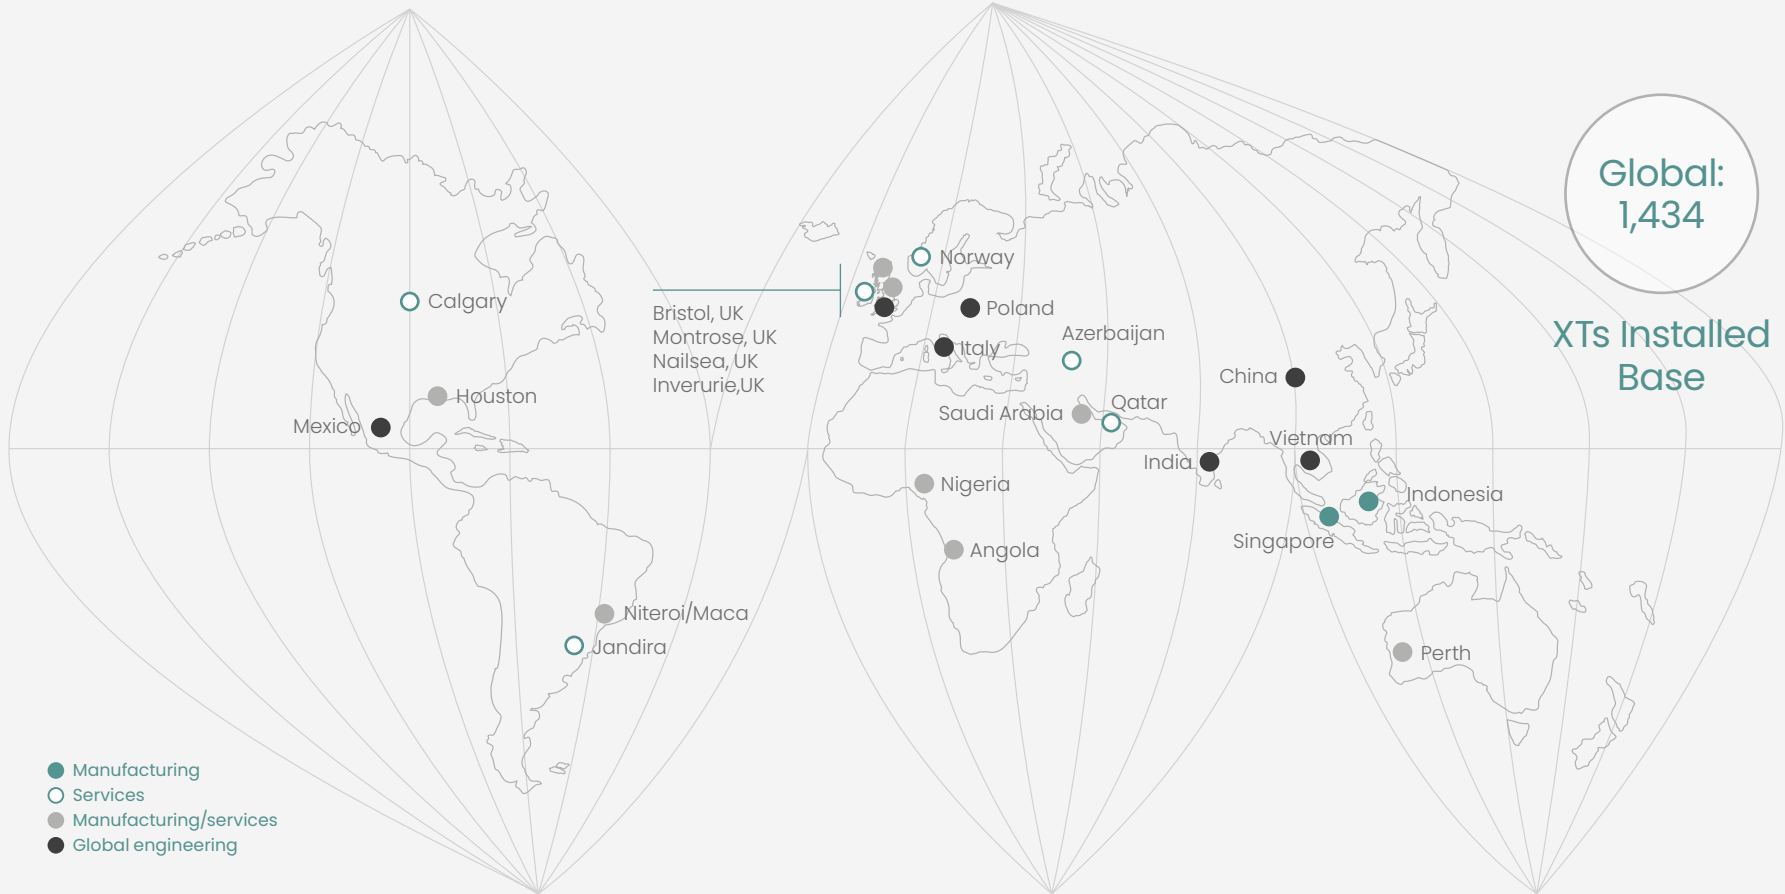 Global:
1,434
XTs Installed
Base
Norway
Calgary
Bristol, UK
Montrose, UK
Nailsea, UK
Inverurie,UK
Poland
Azerbaijan
Italy
China
Houston
Saudi Arabia
Qatar
Mexico
Vietnam
India
Nigeria
Indonesia
Singapore
Angola
Niteroi/Maca
Jandira
Perth
Manufacturing
Services
Manufacturing/services
Global engineering